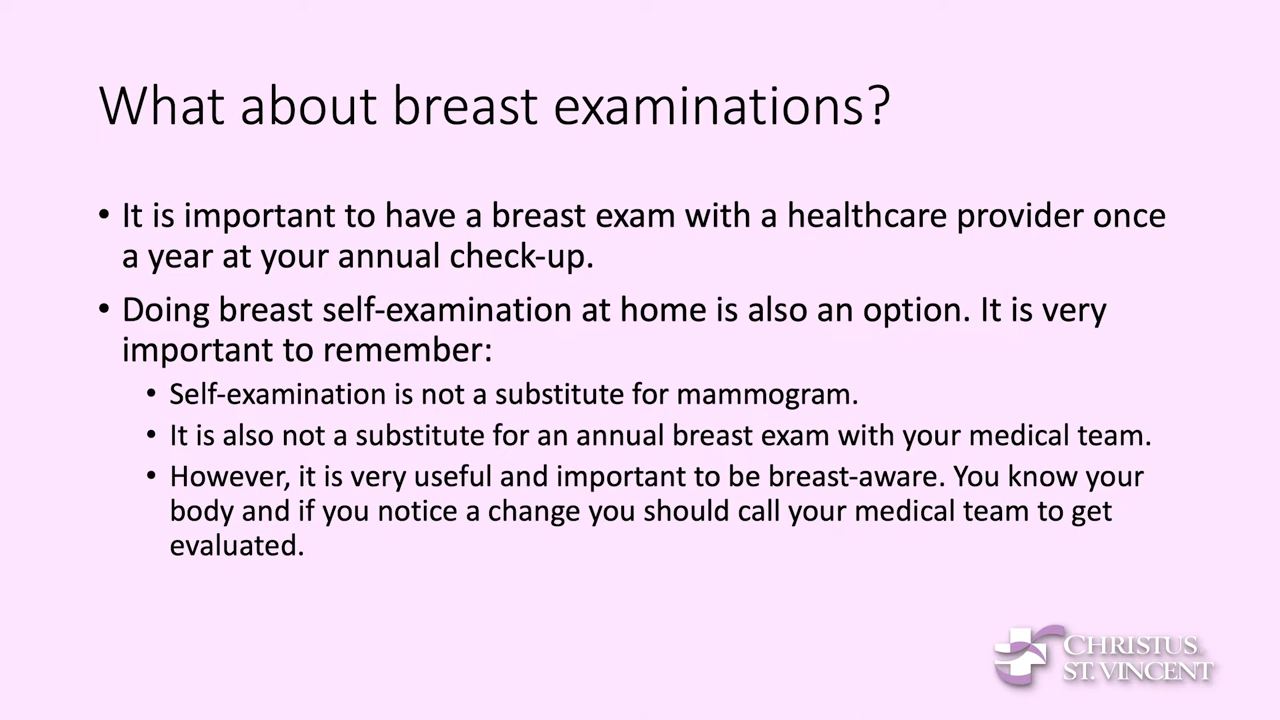 What about breast examinations?
• It is important to have a breast exam with a healthcare provider once
a year at your annual check-up.
• Doing breast self-examination at home is also an option. It is very
important to remember:
• Self-examination is not a substitute for mammogram.
• It is also not a substitute for an annual breast exam with your medical team.
• However, it is very useful and important to be breast-aware. You know your
body and if you notice a change you should call your medical team to get
evaluated.
CHRISTUS
ST. VINCENT